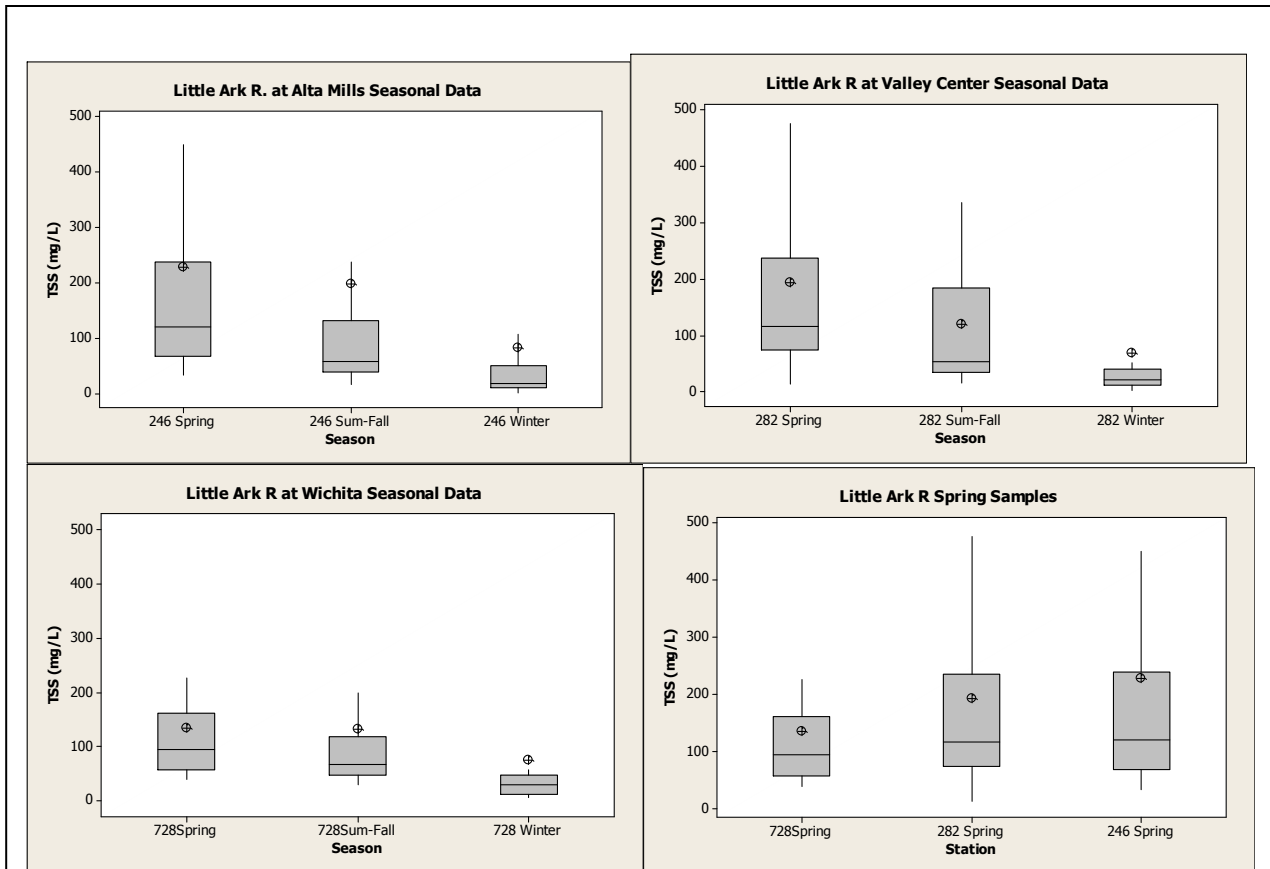 Little Ark R. at Alta Mills Seasonal Data
500
400
300
200
100
0
TSS (mg/L)
246 Spring 246 Sum-Fall 246 Winter
Season
Little Ark R at Valley Center Seasonal Data
500
400
300
200
100
0
TSS (mg/L)
282 Spring 282 Sum-Fall 282 Winter
Season
Little Ark R at Wichita Seasonal Data
500
400
300
200
100
0
TSS (mg/L)
728Spring 728Sum-Fall 728 Winter
Season
Little Ark R Spring Samples
500
400
300
200
100
0
TSS (mg/L)
728Spring 282 Spring 246 Spring
Station